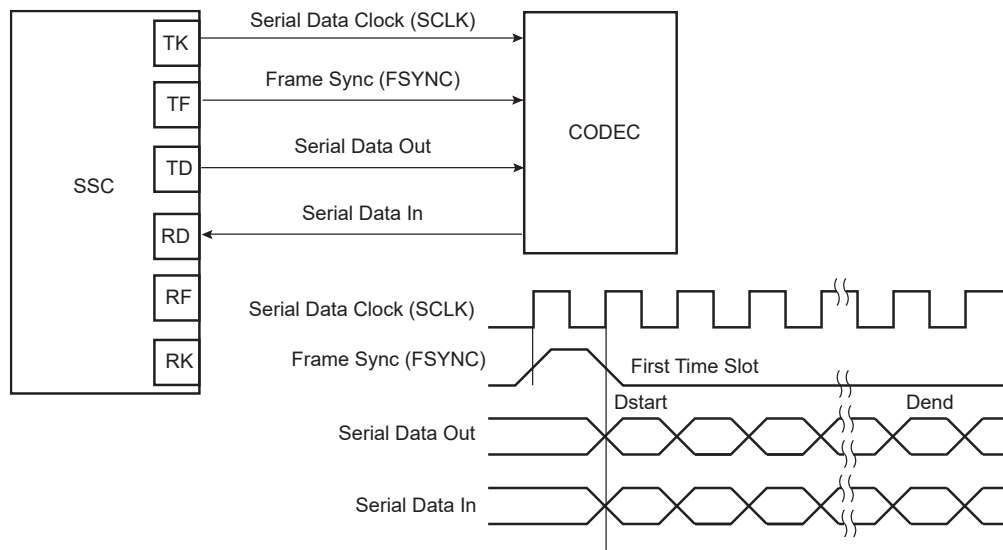 Serial Data Clock (SCLK)
TK
Frame Sync (FSYNC)
TF
CODEC
Serial Data Out
TD
SSC
Serial Data In
RD
RF
Serial Data Clock (SCLK)
RK
Frame Sync (FSYNC)
First Time Slot
Dstart
Dend
Serial Data Out
Serial Data In